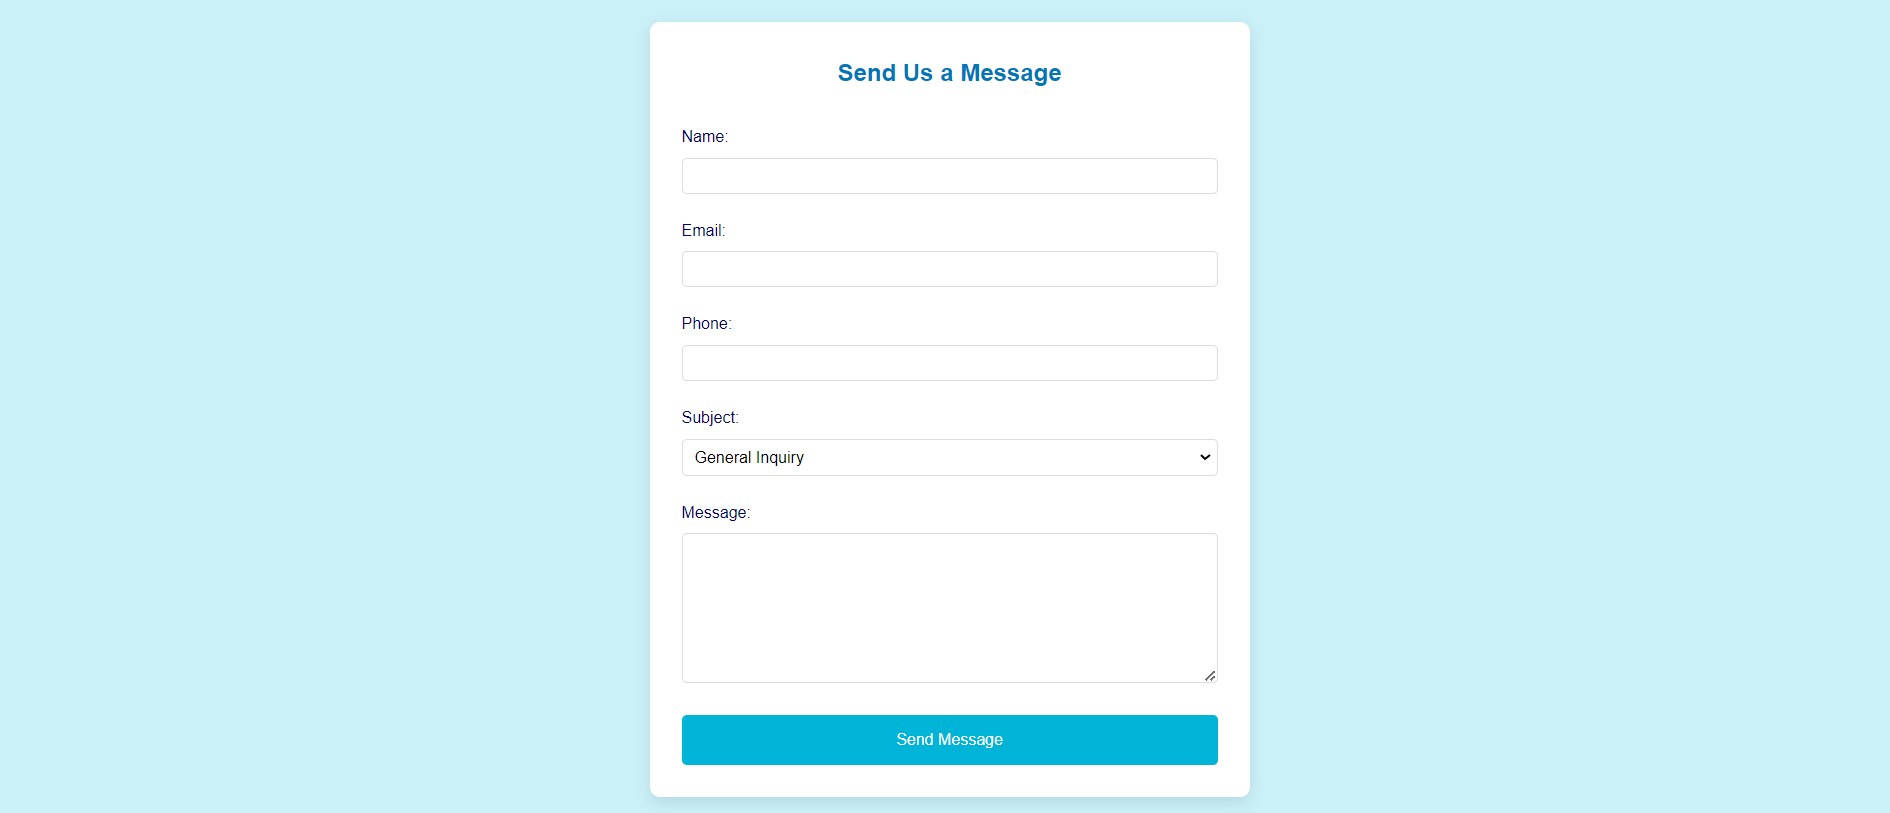 Send Us a Message
Name:
Email:
Phone:
Subject:
General Inquiry
Message:
Send Message